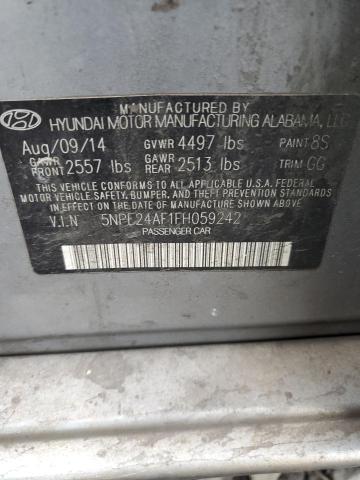 MANUFACTURED BY
HYUNDAI MOTOR MANUFACTURING ALABAMA, LLC
Aug/09/14 GVWR 4497 lbs PAINT 8S
GAWR FRONT 2557 lbs GAWR REAR 2513 lbs TRIM GG
THIS VEHICLE CONFORMS TO ALL APPLICABLE U.S.A FEDERAL
MOTOR VEHICLE SAFETY, BUMPER, AND THEFT PREVENTION STANDARDS
IN EFFECT ON THE DATE OF MANUFACTURE SHOWN ABOVE.
V.I.N 5NPE24AF1FH059242
PASSENGER CAR